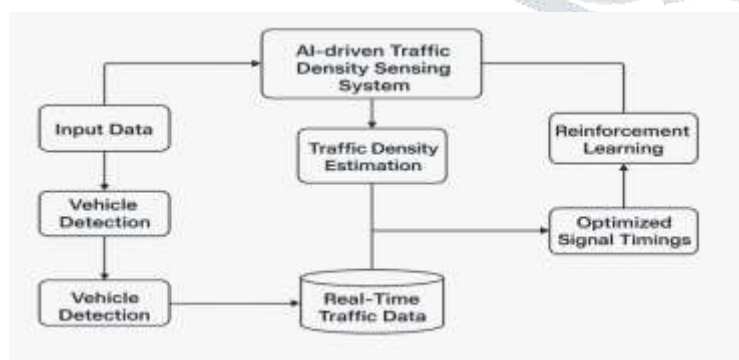 AI-driven Traffic
Density Sensing
System
Input Data
Traffic Density
Estimation
Reinforcement
Learning
Vehicle
Detection
Optimized
Signal Timings
Vehicle
Detection
Real-Time
Traffic Data